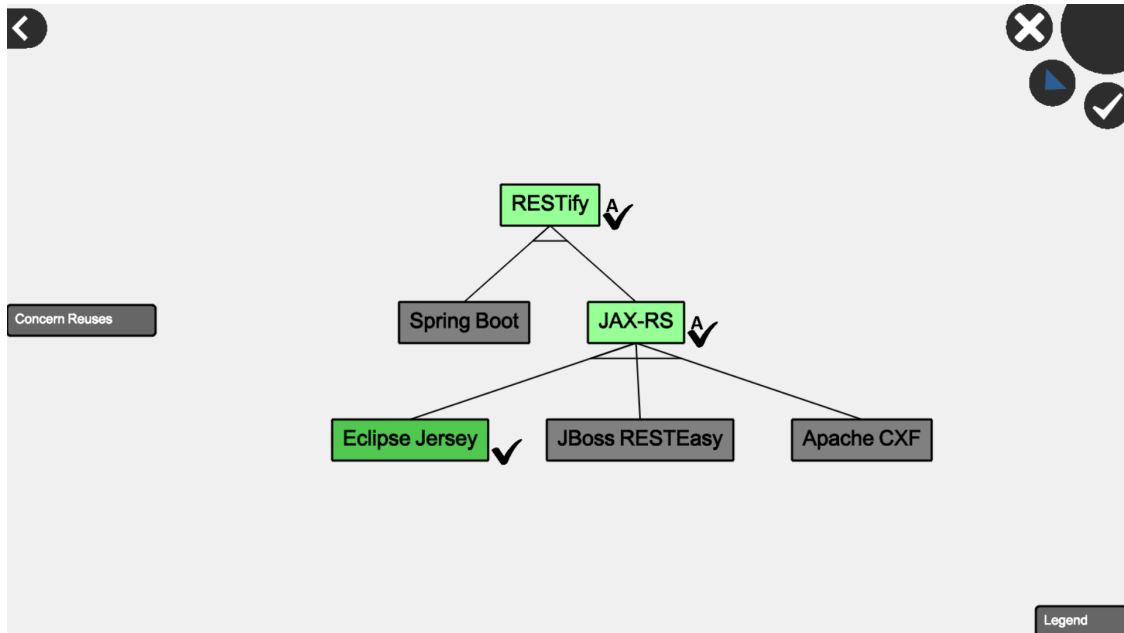 RESTify
A
Spring Boot
JAX-RS
A
Concern Reuses
Eclipse Jersey
JBoss RESTEasy
Apache CXF
Legend